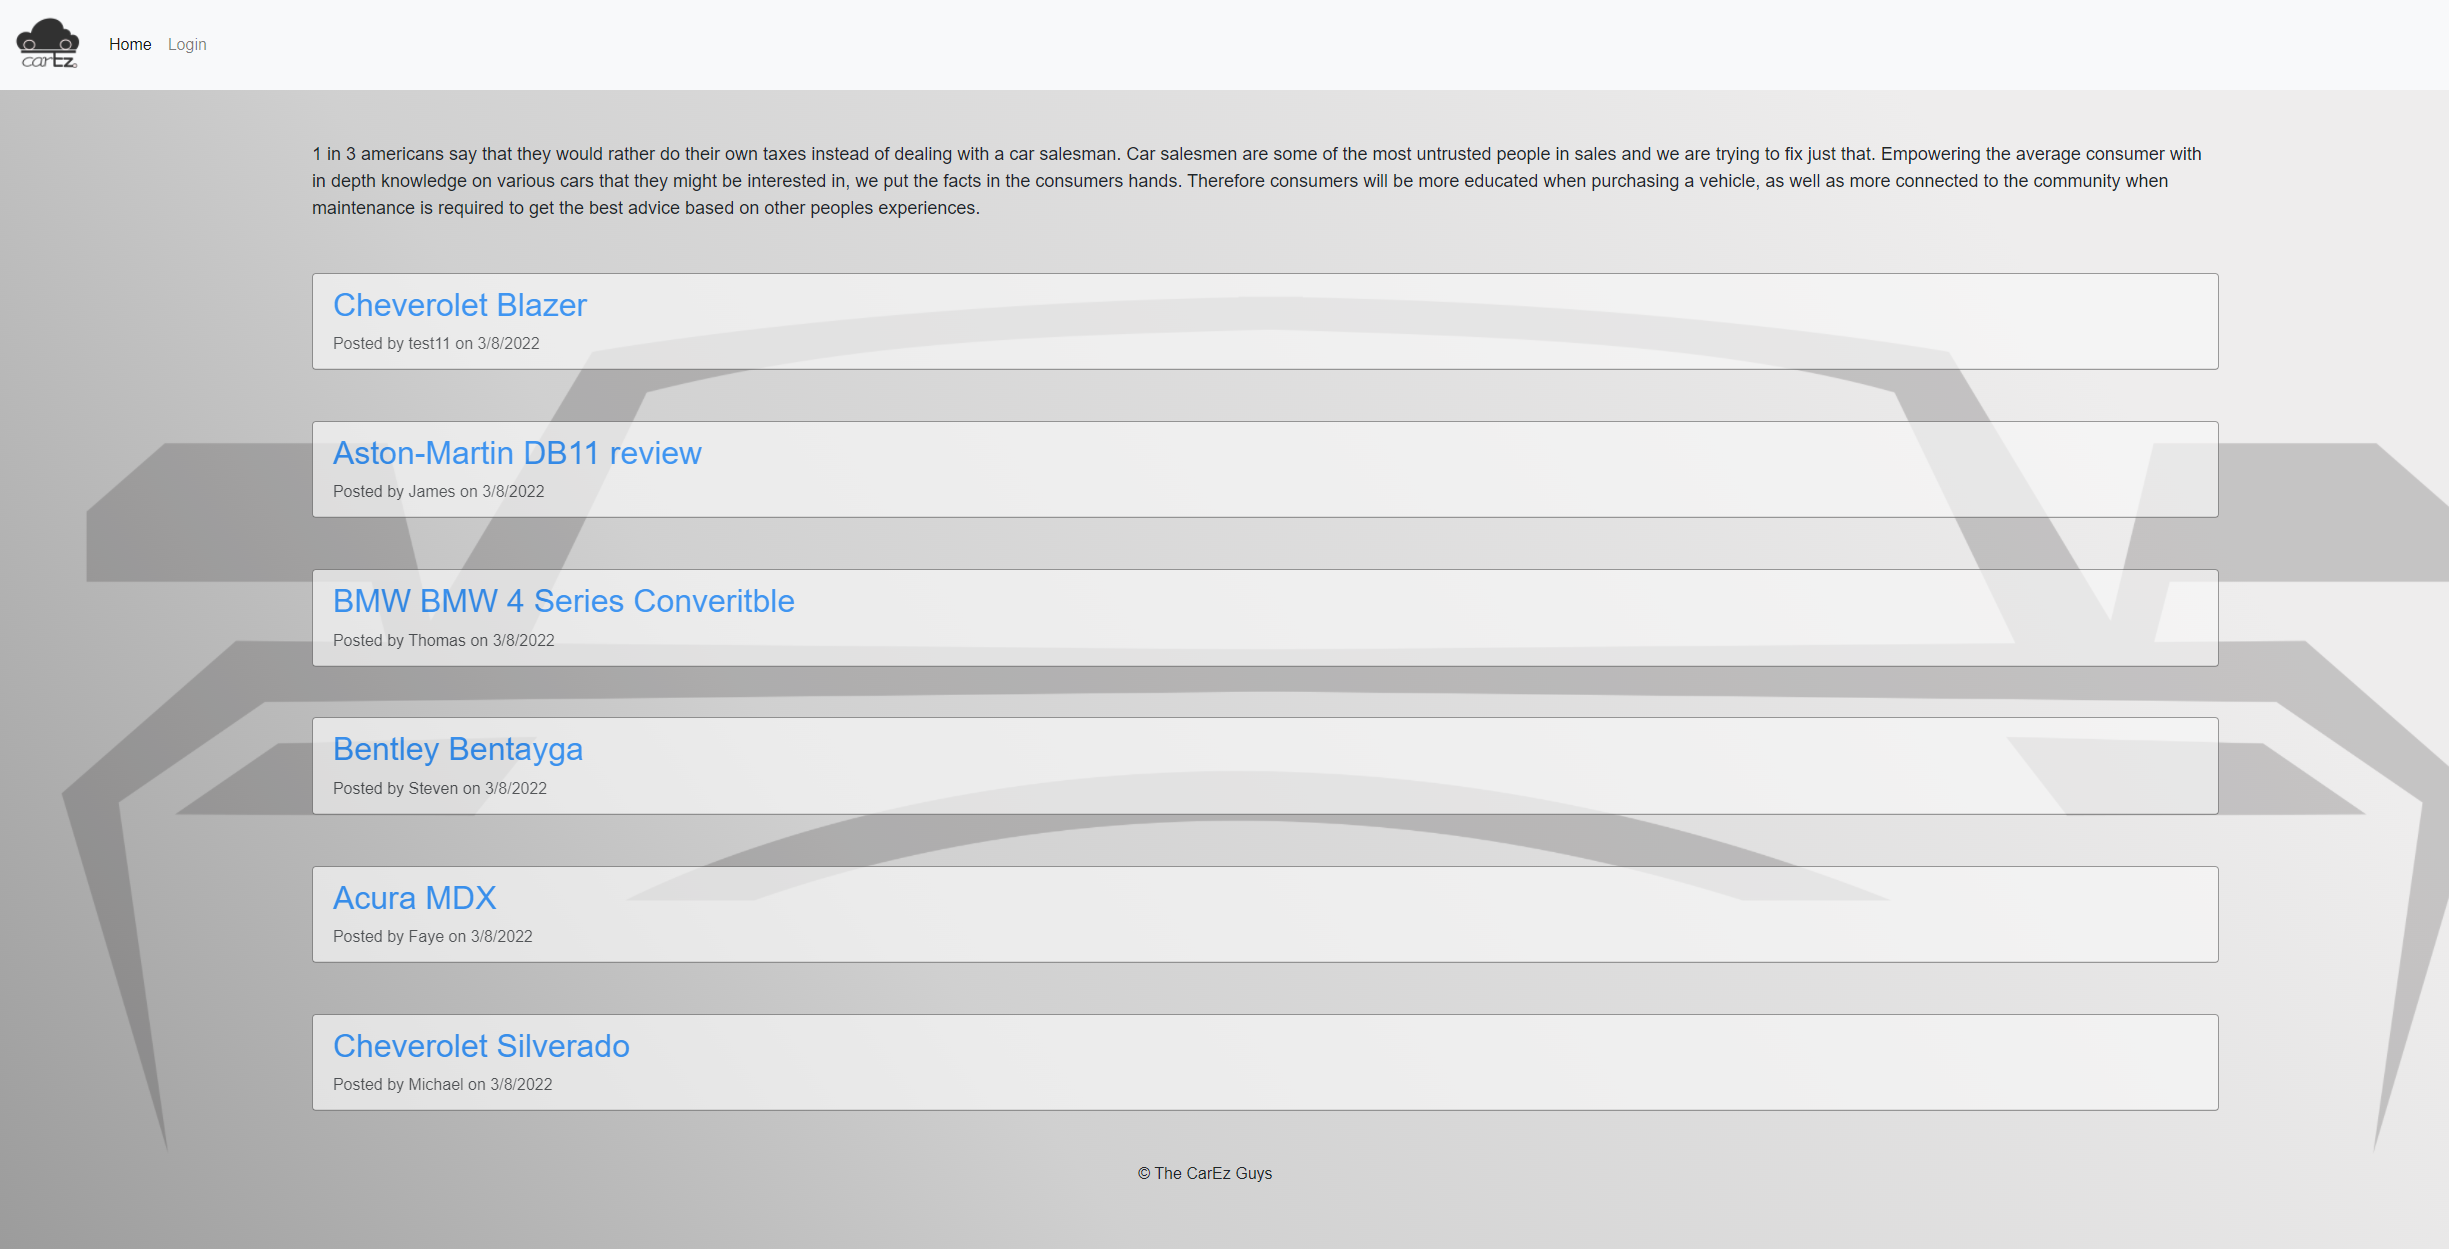 carEz
Home Login
1 in 3 americans say that they would rather do their own taxes instead of dealing with a car salesman. Car salesmen are some of the most untrusted people in sales and we are trying to fix just that. Empowering the average consumer with
in depth knowledge on various cars that they might be interested in, we put the facts in the consumers hands. Therefore consumers will be more educated when purchasing a vehicle, as well as more connected to the community when
maintenance is required to get the best advice based on other peoples experiences.
Cheverolet Blazer
Posted by test11 on 3/8/2022
Aston-Martin DB11 review
Posted by James on 3/8/2022
BMW BMW 4 Series Converitble
Posted by Thomas on 3/8/2022
Bentley Bentayga
Posted by Steven on 3/8/2022
Acura MDX
Posted by Faye on 3/8/2022
Cheverolet Silverado
Posted by Michael on 3/8/2022
© The CarEz Guys